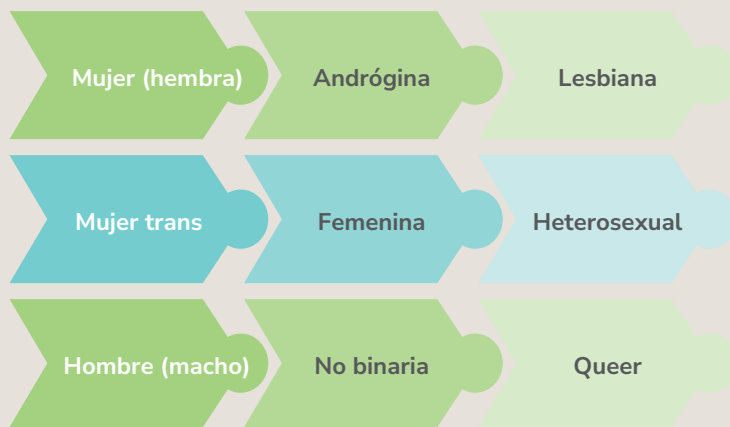 Mujer (hembra)
Andrógina
Lesbiana
Mujer trans
Femenina
Heterosexual
Hombre (macho)
No binaria
Queer